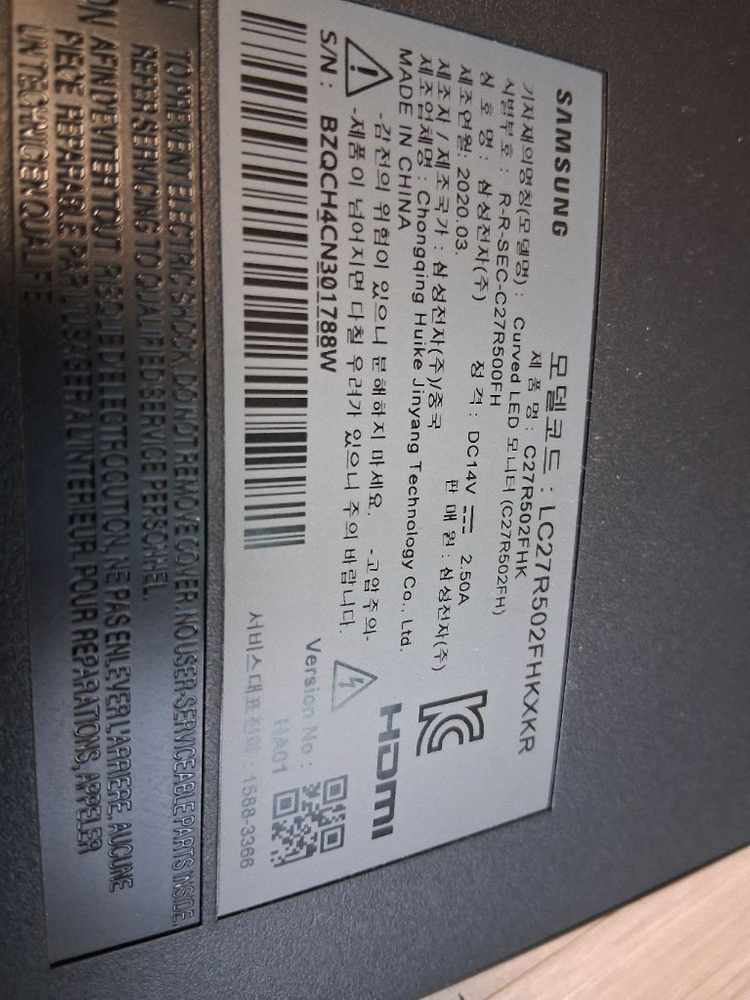 SAMSUNG
모델코드 : LC27R502FHKXKR
제 품 명 : C27R502FHK
기자재의명칭(모델명) : Curved LED 모니터 (C27R502FH)
식별부호 : R-R-SEC-C27R500FH
상 호 명 : 삼성전자(주)
정 격 : DC14V 2.50A
제조연월: 2020.03.
판 매 원 : 삼성전자(주)
제조자 / 제조국가 : 삼성전자(주)/중국
제조업체명 : Chongqing Huike Jinyang Technology Co., Ltd.
MADE IN CHINA
-감전의 위험이 있으니 분해하지 마세요. -고압주의-
-제품이 넘어지면 다칠 우려가 있으니 주의 바랍니다.
S/N : BZQCH4CN301788W
HDMI
Version No : HA01
서비스대표전화 : 1588-3366
TO PREVENT ELECTRIC SHOCK, DO NOT REMOVE COVER. NO USER-SERVICEABLE PARTS INSIDE.
REFER SERVICING TO QUALIFIED SERVICE PERSONNEL.
AFIN D'EVITER TOUT RISQUE D'ELECTROCUTION, NE PAS ENLEVER L'ARRIERE, AUCUNE
PIECE REPARABLE PAR L'USAGER A L'INTERIEUR, POUR REPARATIONS, APPELER
UN TECHNICIEN QUALIFIE